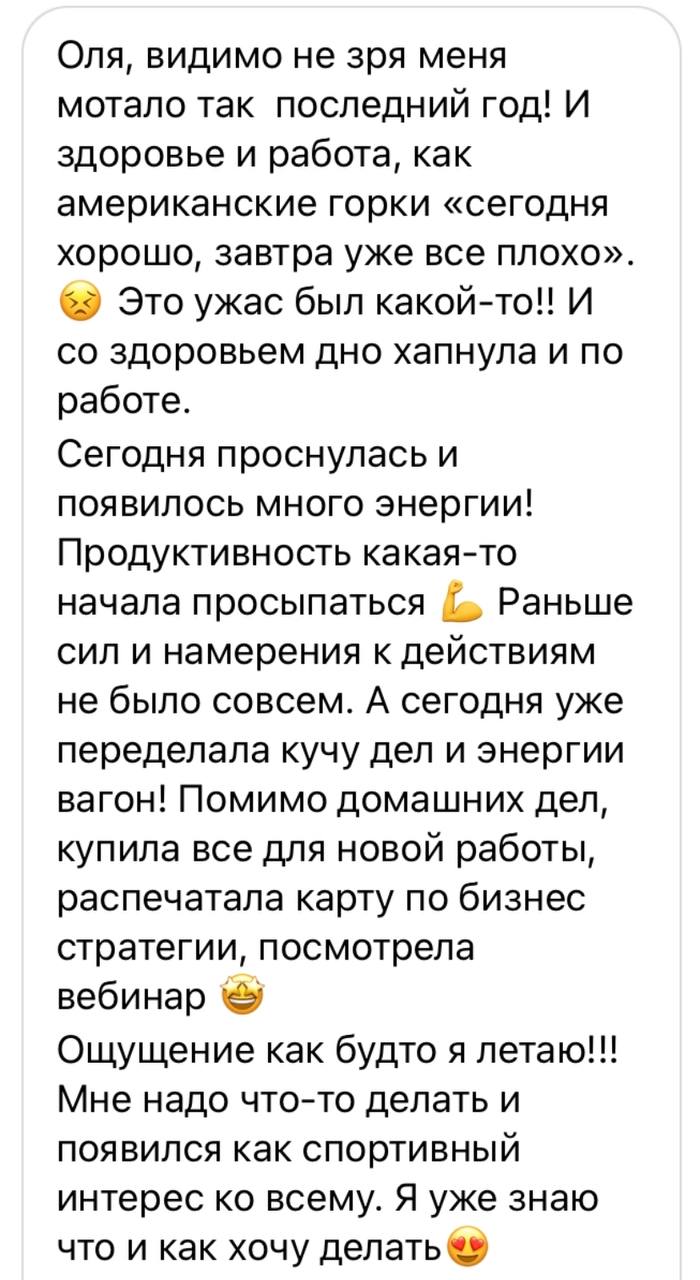 Оля, видимо не зря меня
мотало так  последний год! И
здоровье и работа, как
американские горки «сегодня
хорошо, завтра уже все плохо».
😣 Это ужас был какой-то!! И
со здоровьем дно хапнула и по
работе.
Сегодня проснулась и
появилось много энергии!
Продуктивность какая-то
начала просыпаться 💪 Раньше
сил и намерения к действиям
не было совсем. А сегодня уже
переделала кучу дел и энергии
вагон! Помимо домашних дел,
купила все для новой работы,
распечатала карту по бизнес
стратегии, посмотрела
вебинар 🤩
Ощущение как будто я летаю!!!
Мне надо что-то делать и
появился как спортивный
интерес ко всему. Я уже знаю
что и как хочу делать😍